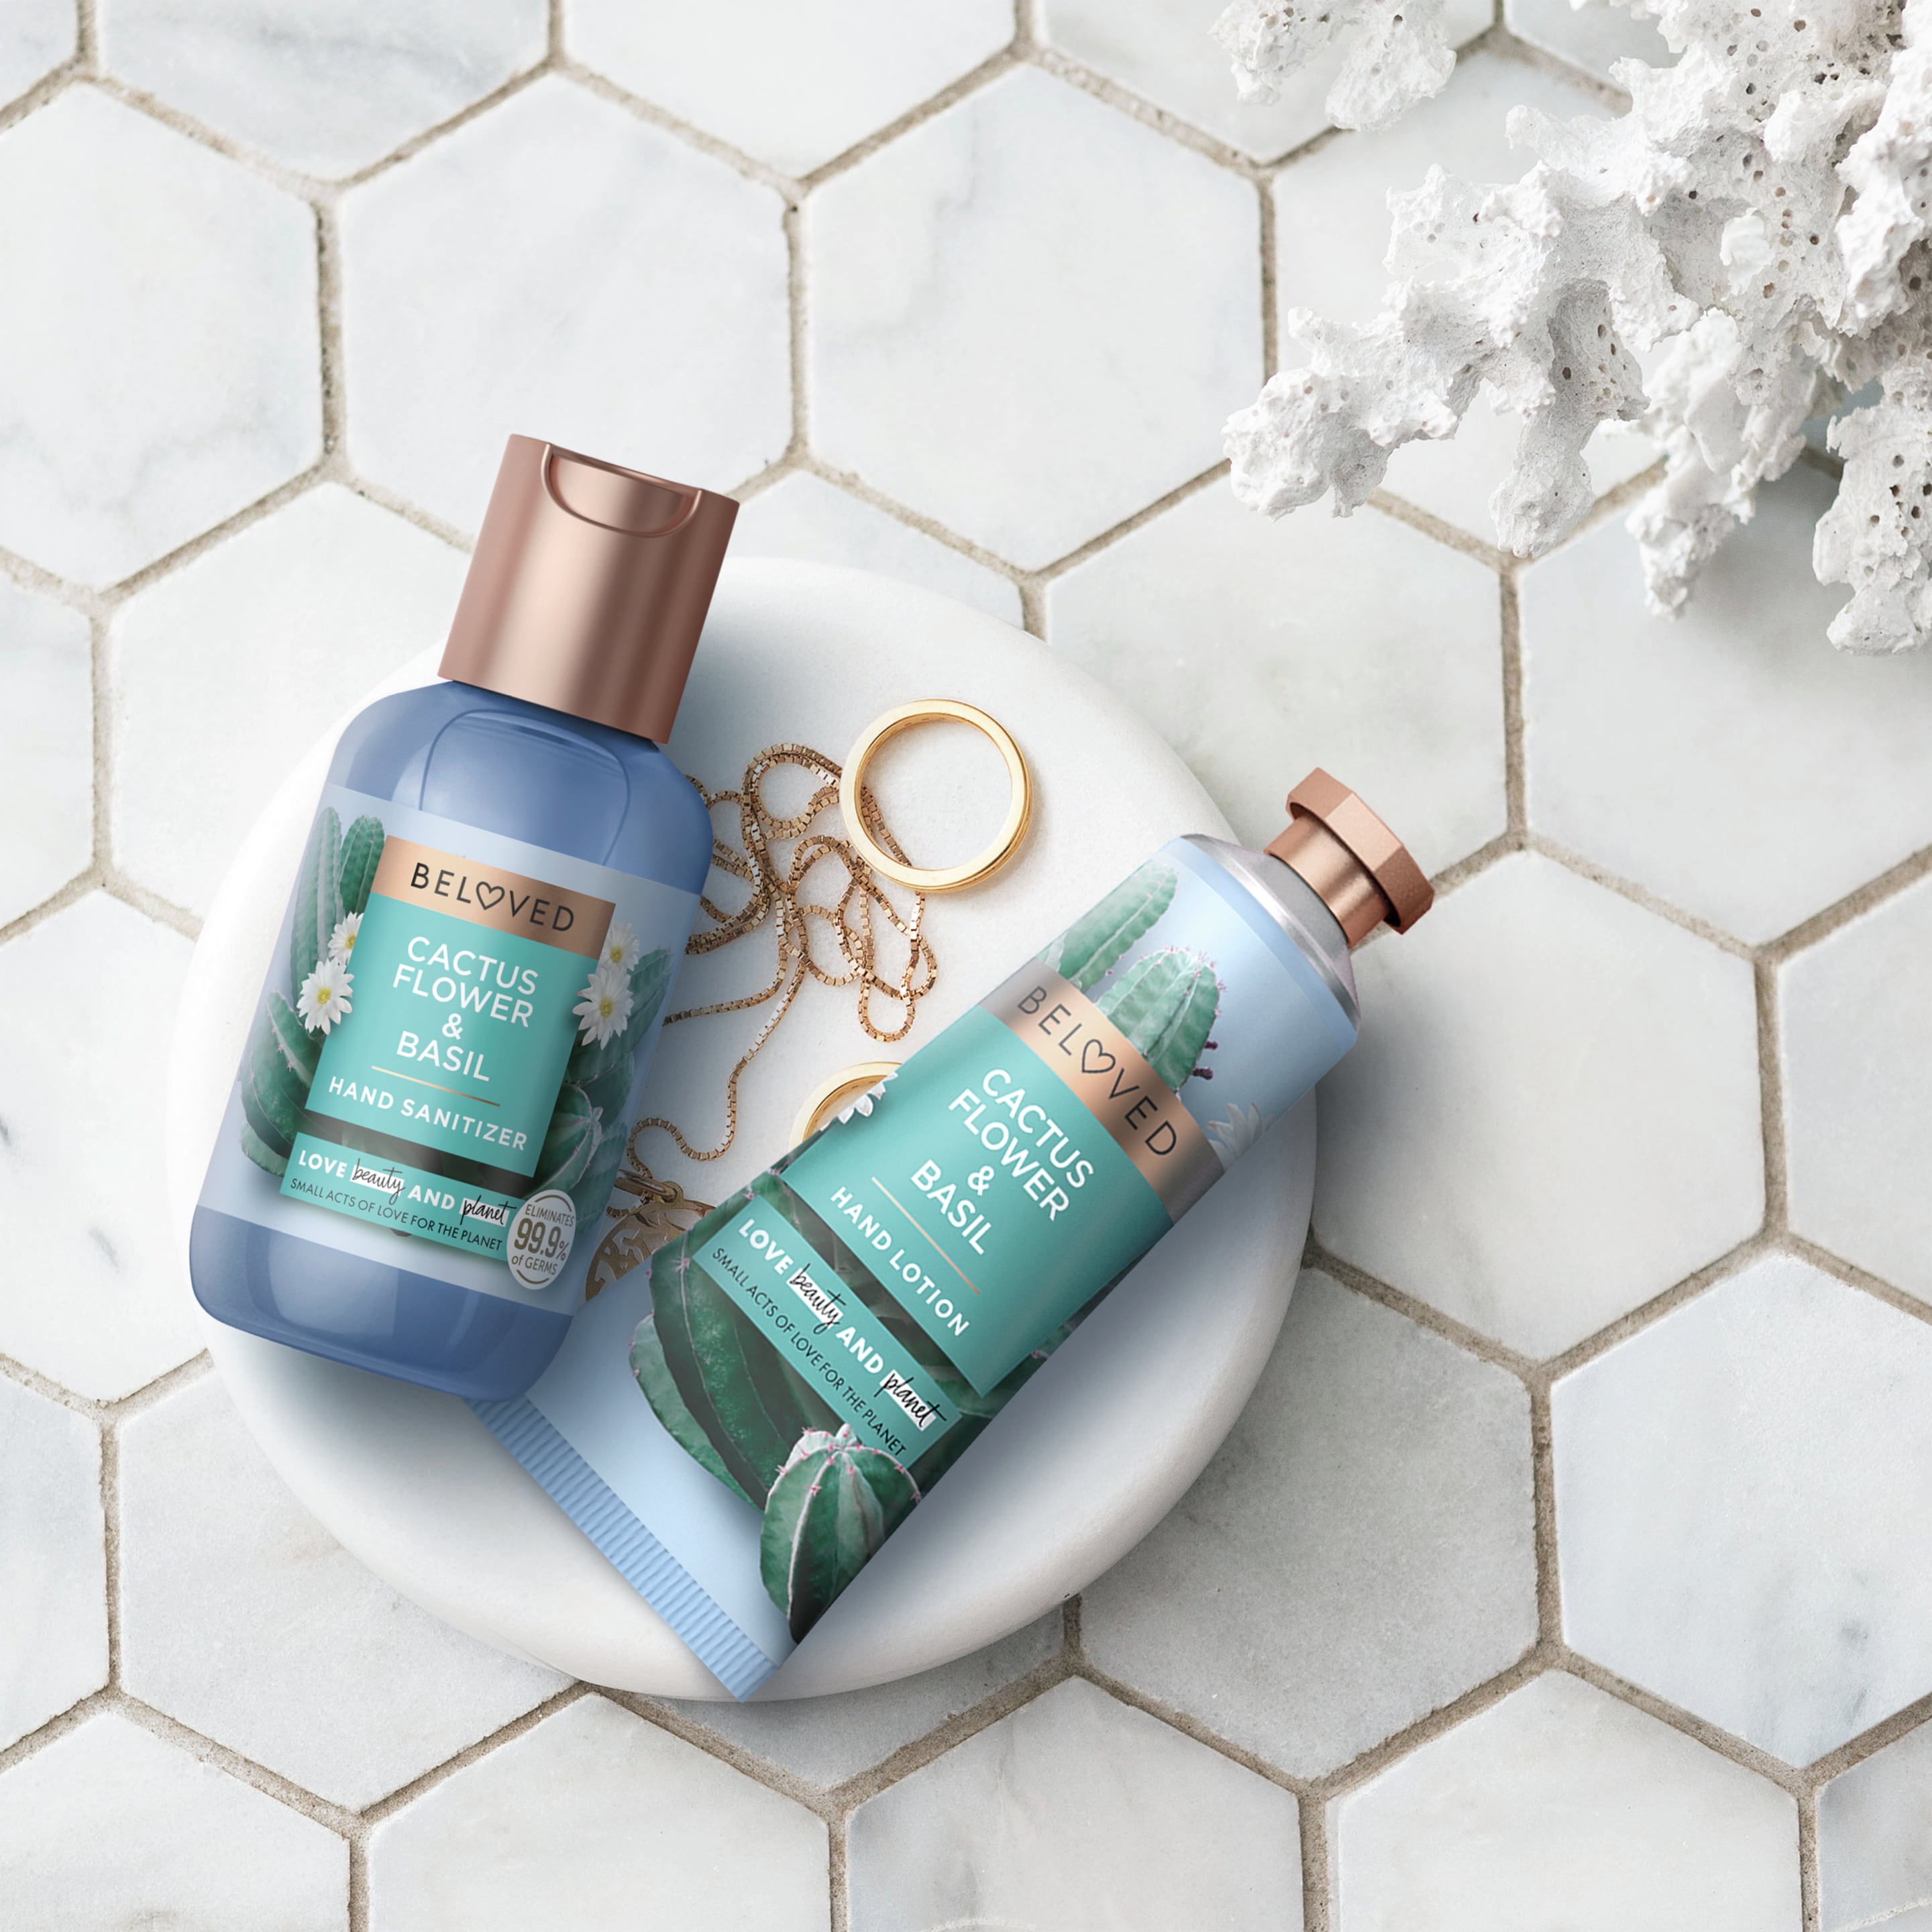 BELOVED
CACTUS
FLOWER
&
BASIL
HAND SANITIZER
LOVE beauty AND planet
SMALL ACTS OF LOVE FOR THE PLANET
ELIMINATES
99.9%
of GERMS
BELOVED
CACTUS
FLOWER
&
BASIL
HAND LOTION
LOVE beauty AND planet
SMALL ACTS OF LOVE FOR THE PLANET